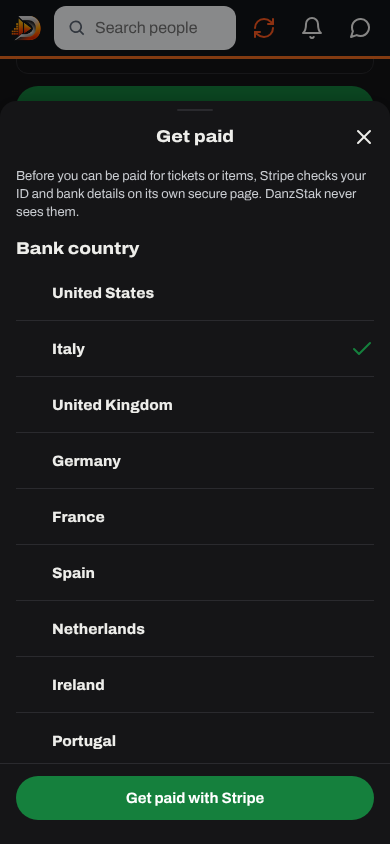 Search people
Get paid
Before you can be paid for tickets or items, Stripe checks your
ID and bank details on its own secure page. DanzStak never
sees them.
Bank country
United States
Italy
United Kingdom
Germany
France
Spain
Netherlands
Ireland
Portugal
Get paid with Stripe